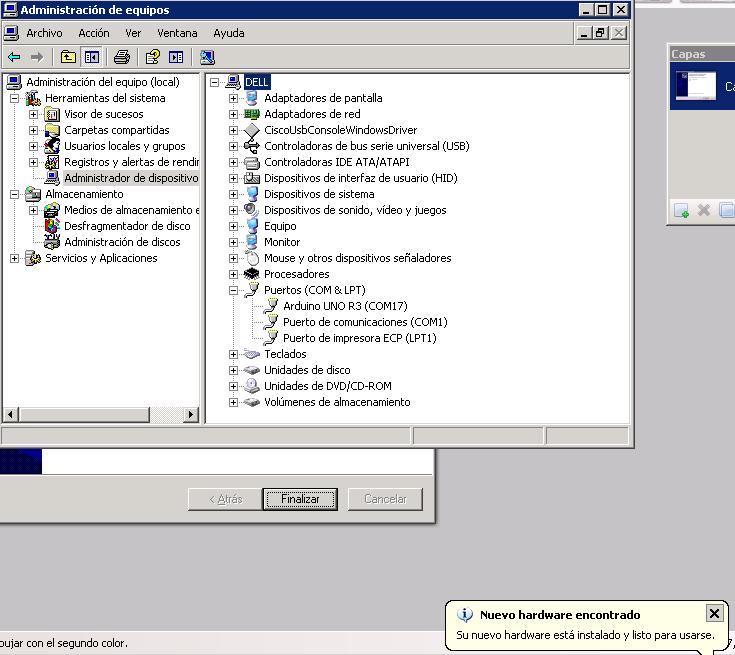 Administración de equipos
Archivo Acción Ver Ventana Ayuda
Capas
Administración del equipo (local)
Herramientas del sistema
Visor de sucesos
Carpetas compartidas
Usuarios locales y grupos
Registros y alertas de rendir
Administrador de dispositivo
Almacenamiento
Medios de almacenamiento e
Desfragmentador de disco
Administración de discos
Servicios y Aplicaciones
DELL
Adaptadores de pantalla
Adaptadores de red
CiscoUsbConsoleWindowsDriver
Controladoras de bus serie universal (USB)
Controladoras IDE ATA/ATAPI
Dispositivos de interfaz de usuario (HID)
Dispositivos de sistema
Dispositivos de sonido, vídeo y juegos
Equipo
Monitor
Mouse y otros dispositivos señaladores
Procesadores
Puertos (COM & LPT)
Arduino UNO R3 (COM17)
Puerto de comunicaciones (COM1)
Puerto de impresora ECP (LPT1)
Teclados
Unidades de disco
Unidades de DVD/CD-ROM
Volúmenes de almacenamiento
< Atrás Finalizar Cancelar
Nuevo hardware encontrado
Su nuevo hardware está instalado y listo para usarse.
bujar con el segundo color.